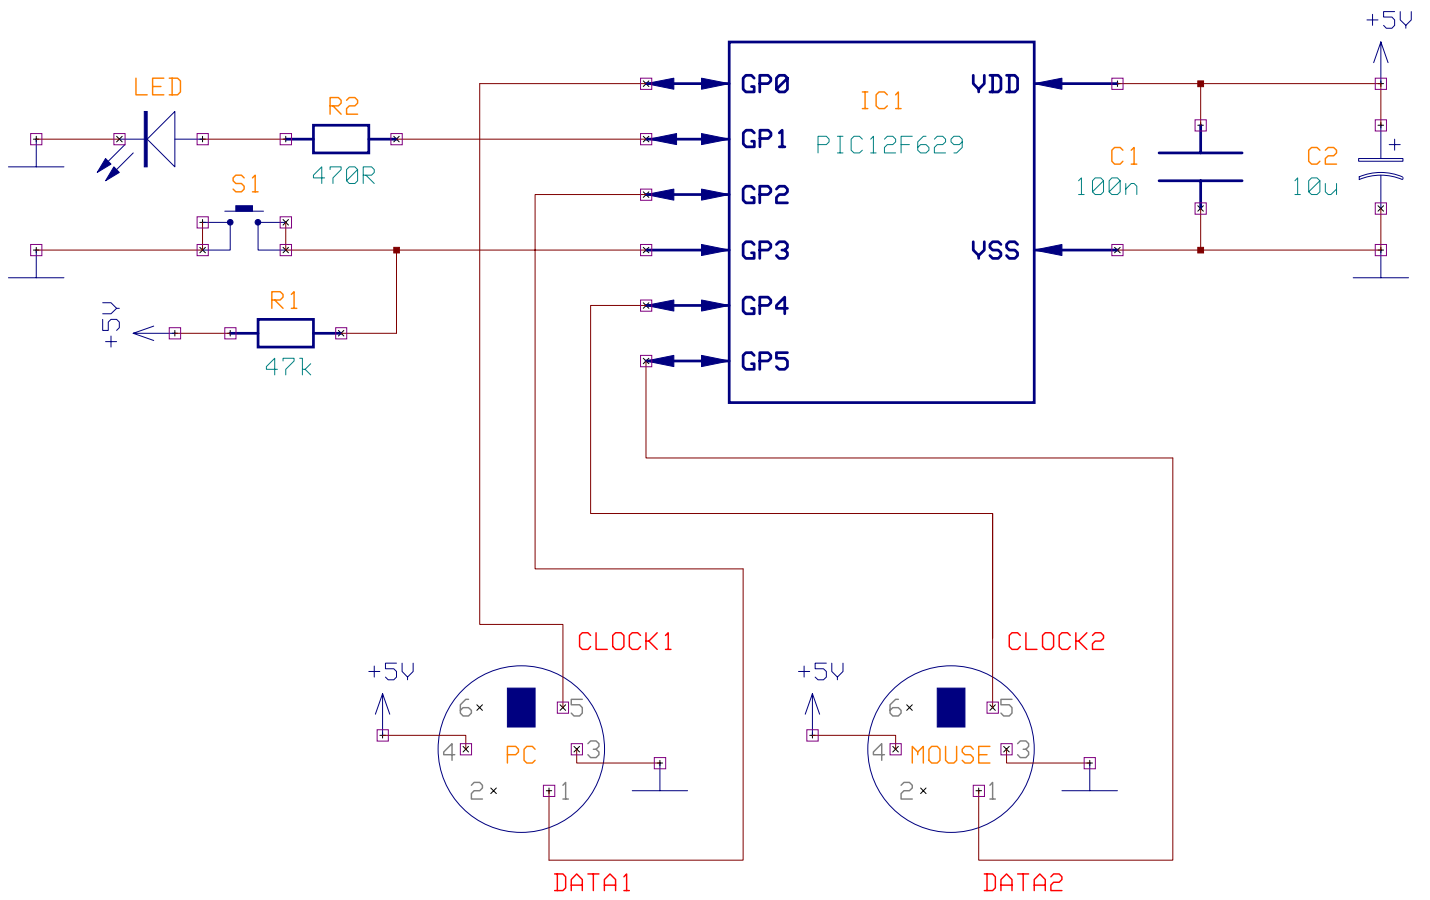 +5V
LED
R2
470R
S1
+5V
R1
47k
GP0
GP1
GP2
GP3
GP4
GP5
IC1
PIC12F629
VDD
VSS
C1
100n
+
C2
10u
CLOCK1
+5V
6
5
4
PC
3
2
1
DATA1
CLOCK2
+5V
6
5
4
MOUSE
3
2
1
DATA2